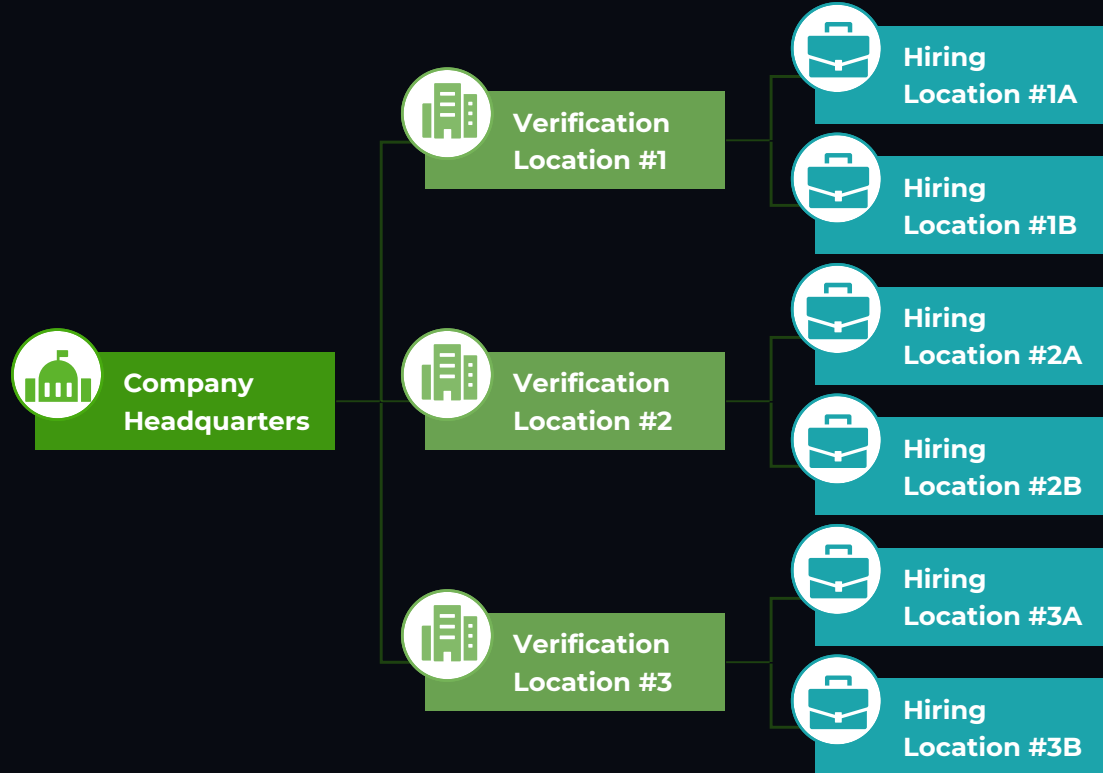 Company
Headquarters
Verification
Location #1
Verification
Location #2
Verification
Location #3
Hiring
Location #1A
Hiring
Location #1B
Hiring
Location #2A
Hiring
Location #2B
Hiring
Location #3A
Hiring
Location #3B